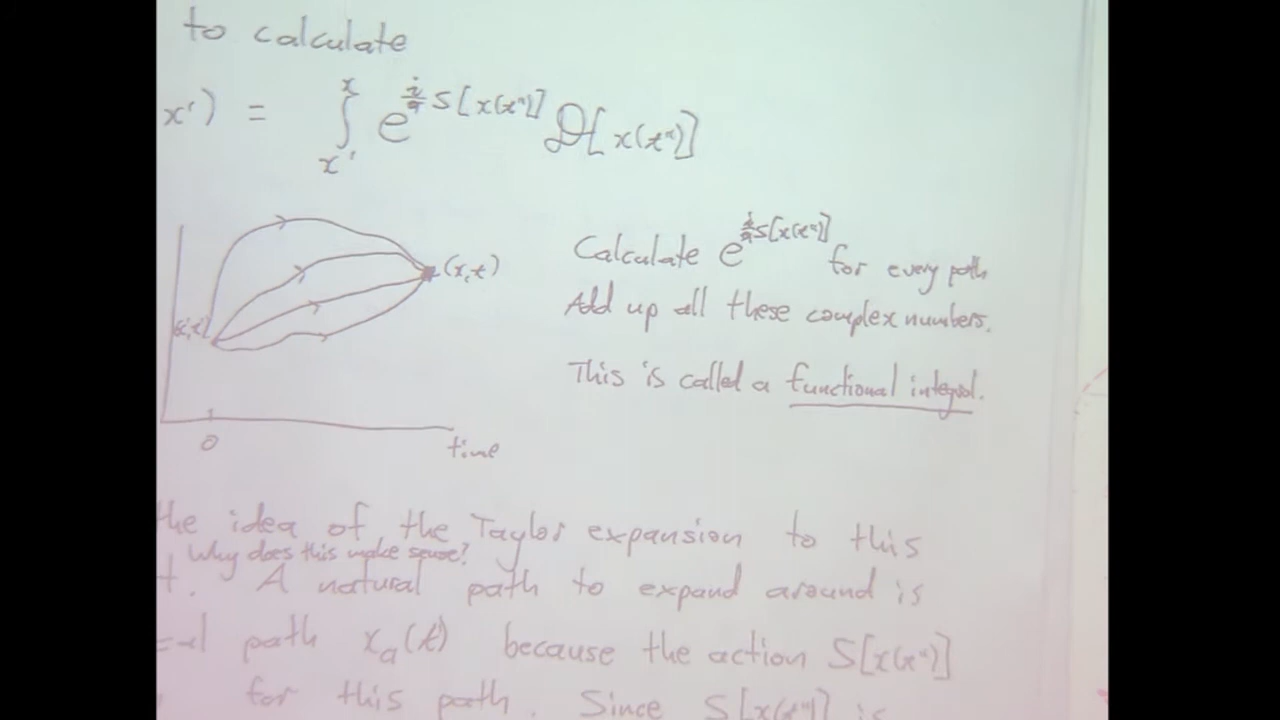 to calculate
x') = ∫ₓ'ˣ e^{i/ħ S[x(t'')]} 𝒟[x(t'')]
(x,t)
Calculate e^{i/ħ S[x(t'')]} for every path
Add up all these complex numbers.
(x',t')
This is called a functional integral.
0
time
the idea of the Taylor expansion to this
Why does this make sense?
t. A natural path to expand around is
path x_a(t) because the action S[x(t'')]
for this path. Since S[x(t'')] is